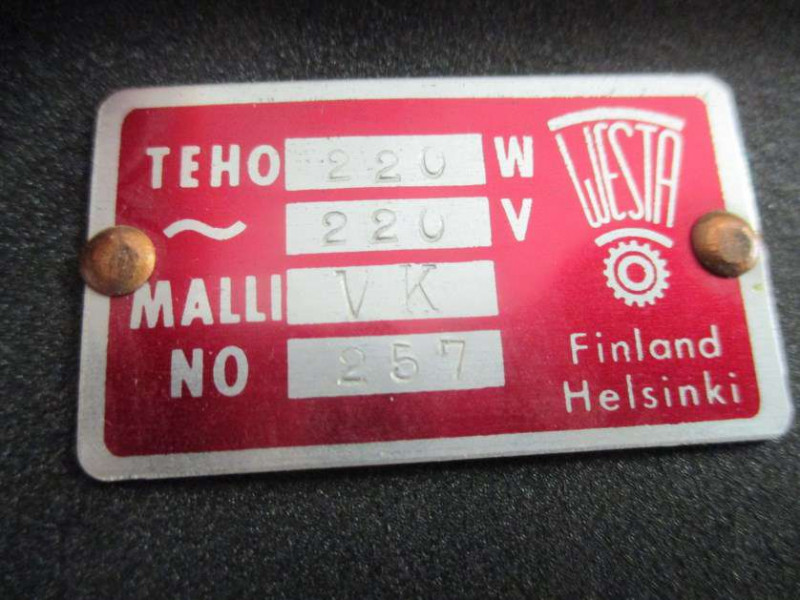 TEHO 220 W
~ 220 V
MALLI VK
NO 257
WESTA
Finland
Helsinki